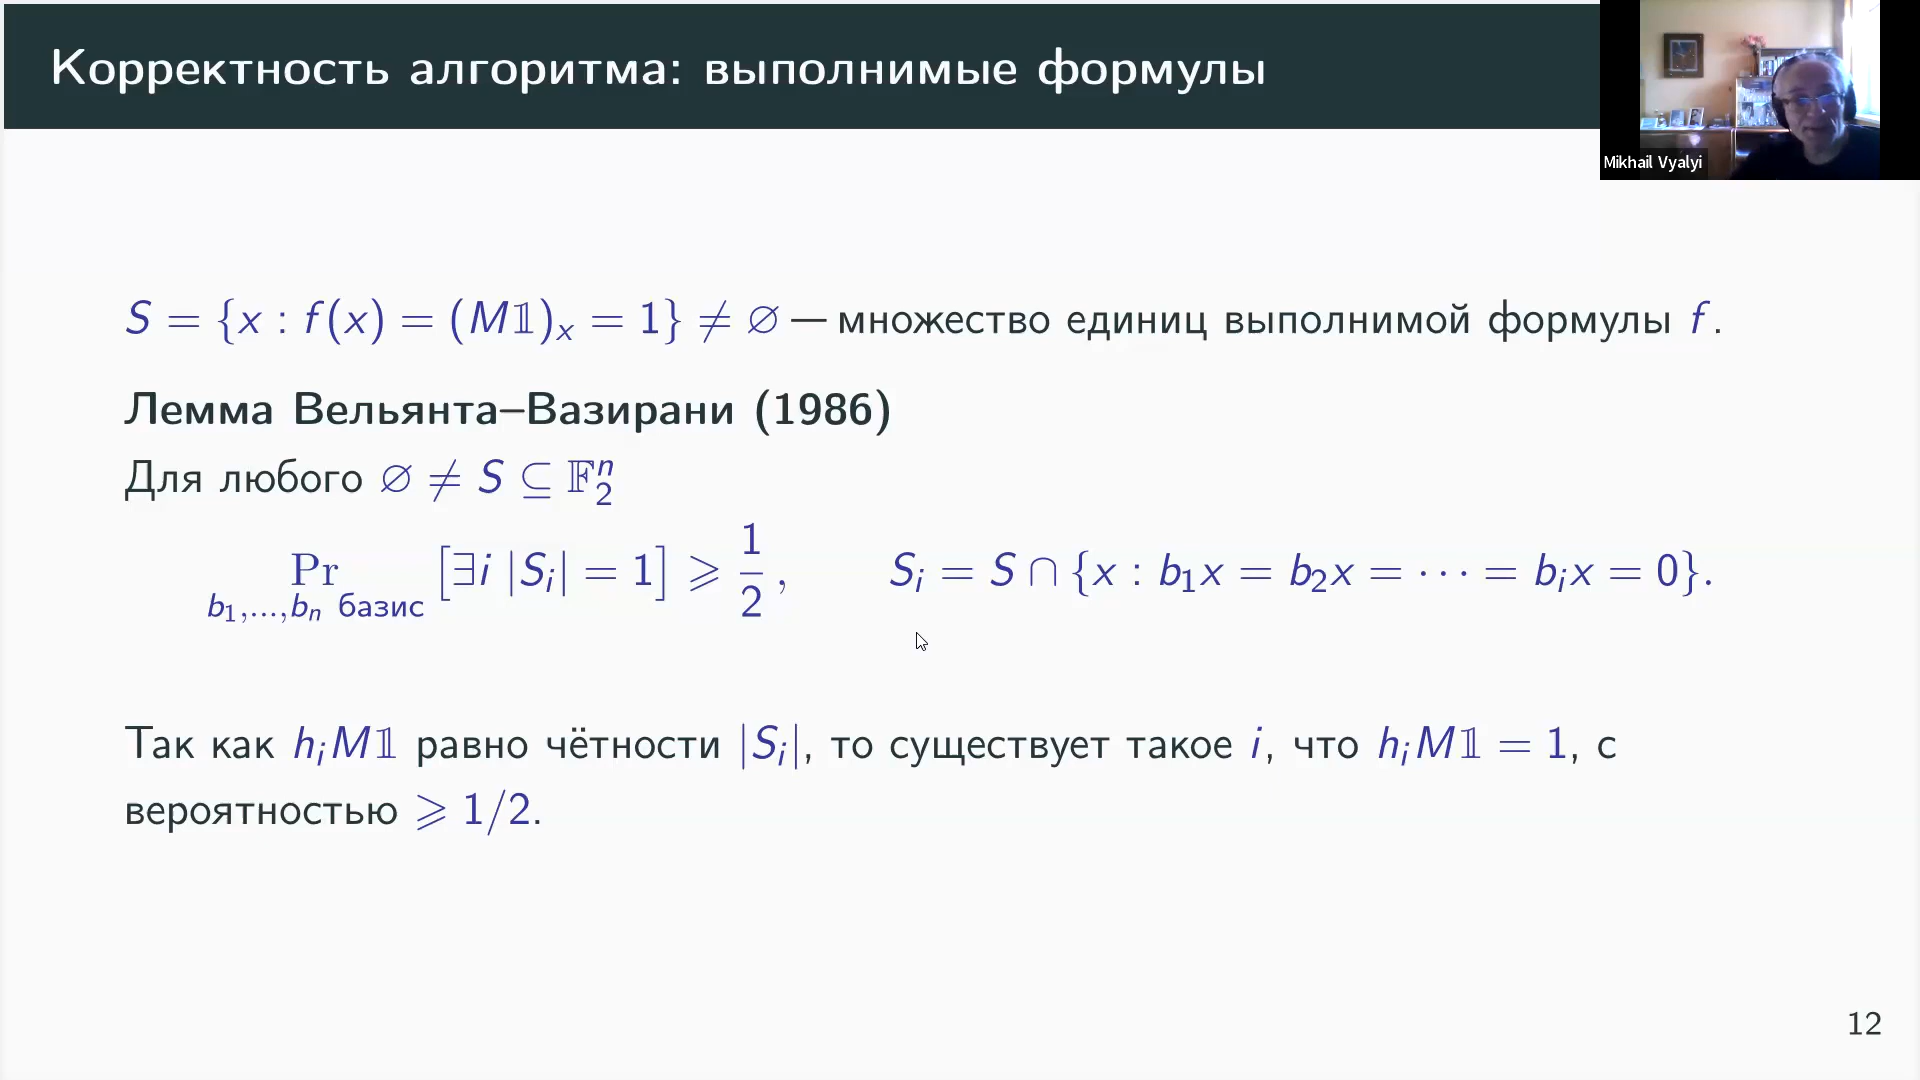 Корректность алгоритма: выполнимые формулы
Mikhail Vyalyi
S = {x : f(x) = (M𝟙)ₓ = 1} ≠ ∅ — множество единиц выполнимой формулы f.
Лемма Вельянта–Вазирани (1986)
Для любого ∅ ≠ S ⊆ 𝔽₂ⁿ
Pr_{b₁,...,bₙ базис} [∃i |Sᵢ| = 1] ⩾ 1/2, Sᵢ = S ∩ {x : b₁x = b₂x = ··· = bᵢx = 0}.
Так как hᵢM𝟙 равно чётности |Sᵢ|, то существует такое i, что hᵢM𝟙 = 1, с
вероятностью ⩾ 1/2.
12